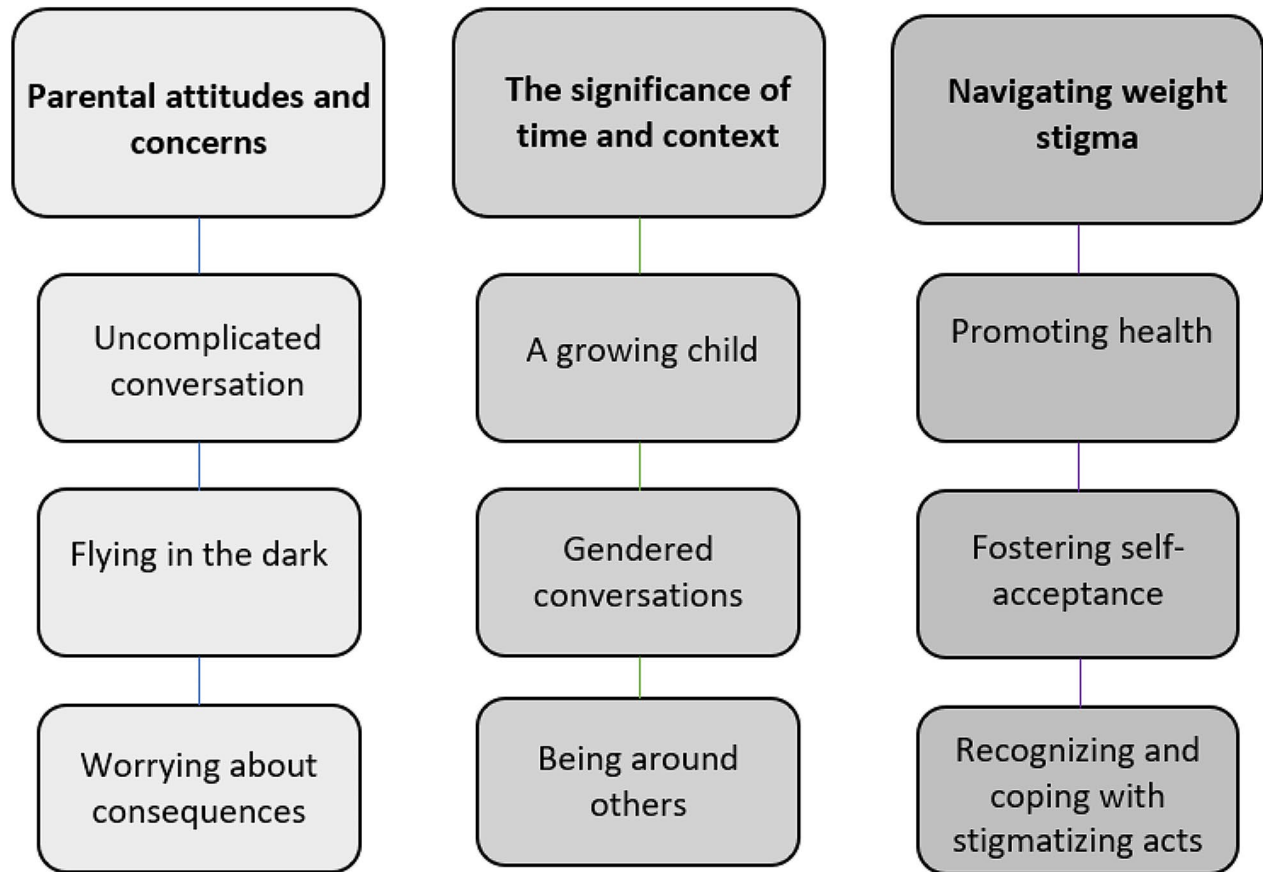 Parental attitudes and
concerns
Uncomplicated
conversation
Flying in the dark
Worrying about
consequences
The significance of
time and context
A growing child
Gendered
conversations
Being around
others
Navigating weight
stigma
Promoting health
Fostering self-
acceptance
Recognizing and
coping with
stigmatizing acts